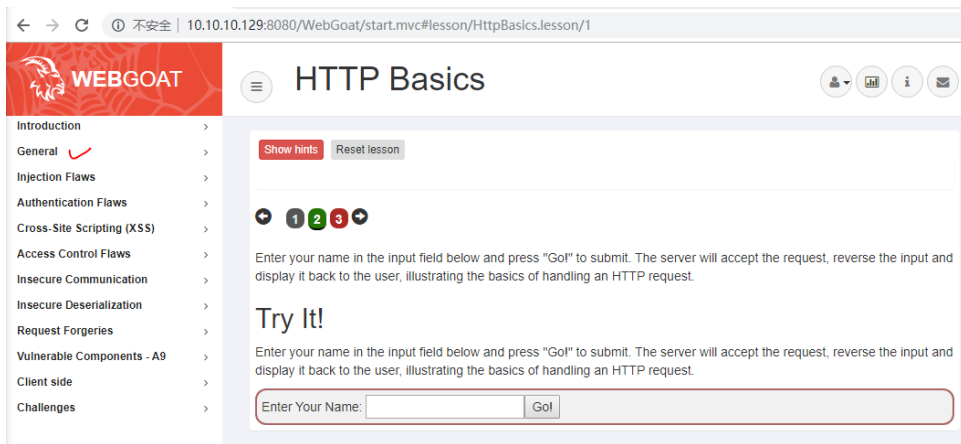 不安全 | 10.10.10.129:8080/WebGoat/start.mvc#lesson/HttpBasics.lesson/1
WEBGOAT
HTTP Basics
Introduction
General
Injection Flaws
Authentication Flaws
Cross-Site Scripting (XSS)
Access Control Flaws
Insecure Communication
Insecure Deserialization
Request Forgeries
Vulnerable Components - A9
Client side
Challenges
Show hints Reset lesson
1 2 3
Enter your name in the input field below and press "Go!" to submit. The server will accept the request, reverse the input and
display it back to the user, illustrating the basics of handling an HTTP request.
Try It!
Enter your name in the input field below and press "Go!" to submit. The server will accept the request, reverse the input and
display it back to the user, illustrating the basics of handling an HTTP request.
Enter Your Name: Go!